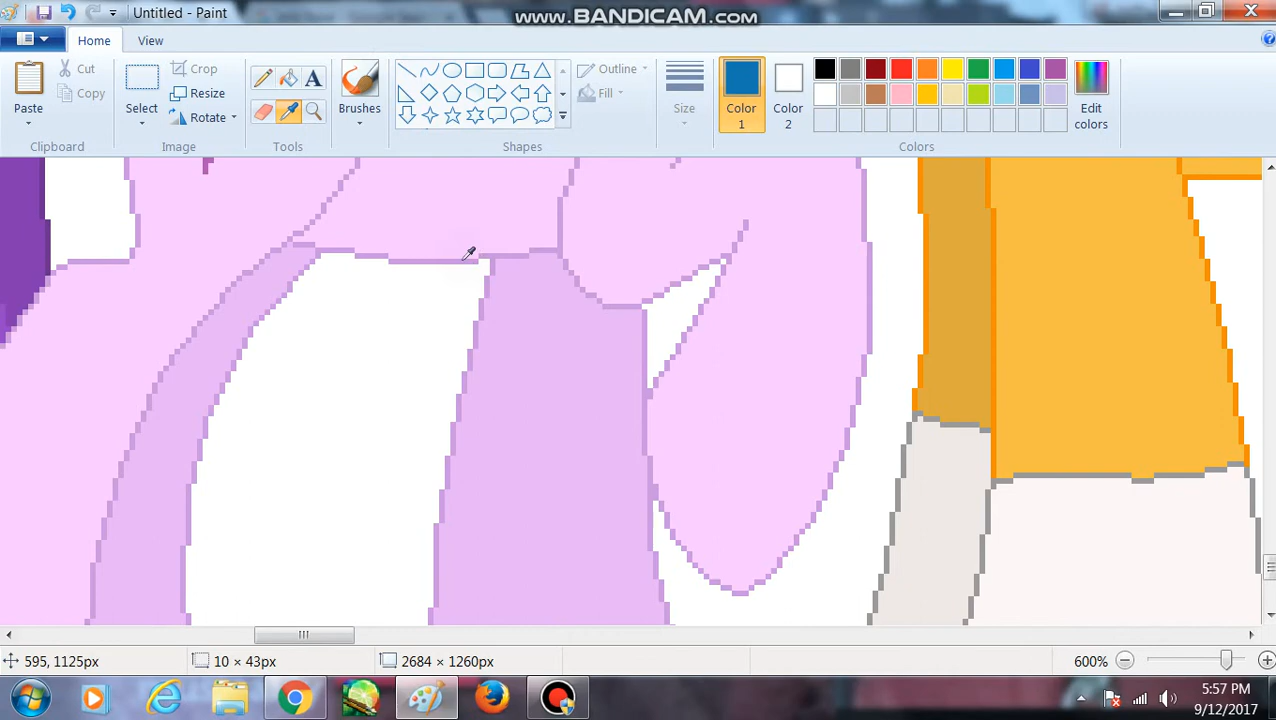 Untitled - Paint
www.BANDICAM.com
Home
View
Paste
Cut
Copy
Clipboard
Select
Crop
Resize
Rotate
Image
A
Tools
Brushes
Outline
Fill
Shapes
Size
Color
1
Color
2
Edit
colors
Colors
595, 1125px
10 × 43px
2684 × 1260px
600%
5:57 PM
9/12/2017